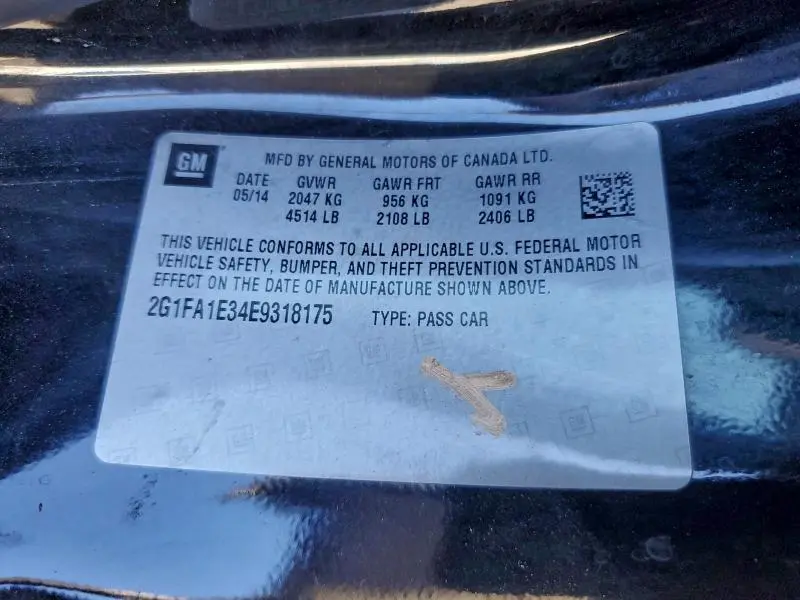 GM
MFD BY GENERAL MOTORS OF CANADA LTD.
DATE GVWR GAWR FRT GAWR RR
05/14 2047 KG 956 KG 1091 KG
4514 LB 2108 LB 2406 LB
THIS VEHICLE CONFORMS TO ALL APPLICABLE U.S. FEDERAL MOTOR
VEHICLE SAFETY, BUMPER, AND THEFT PREVENTION STANDARDS IN
EFFECT ON THE DATE OF MANUFACTURE SHOWN ABOVE.
2G1FA1E34E9318175 TYPE: PASS CAR